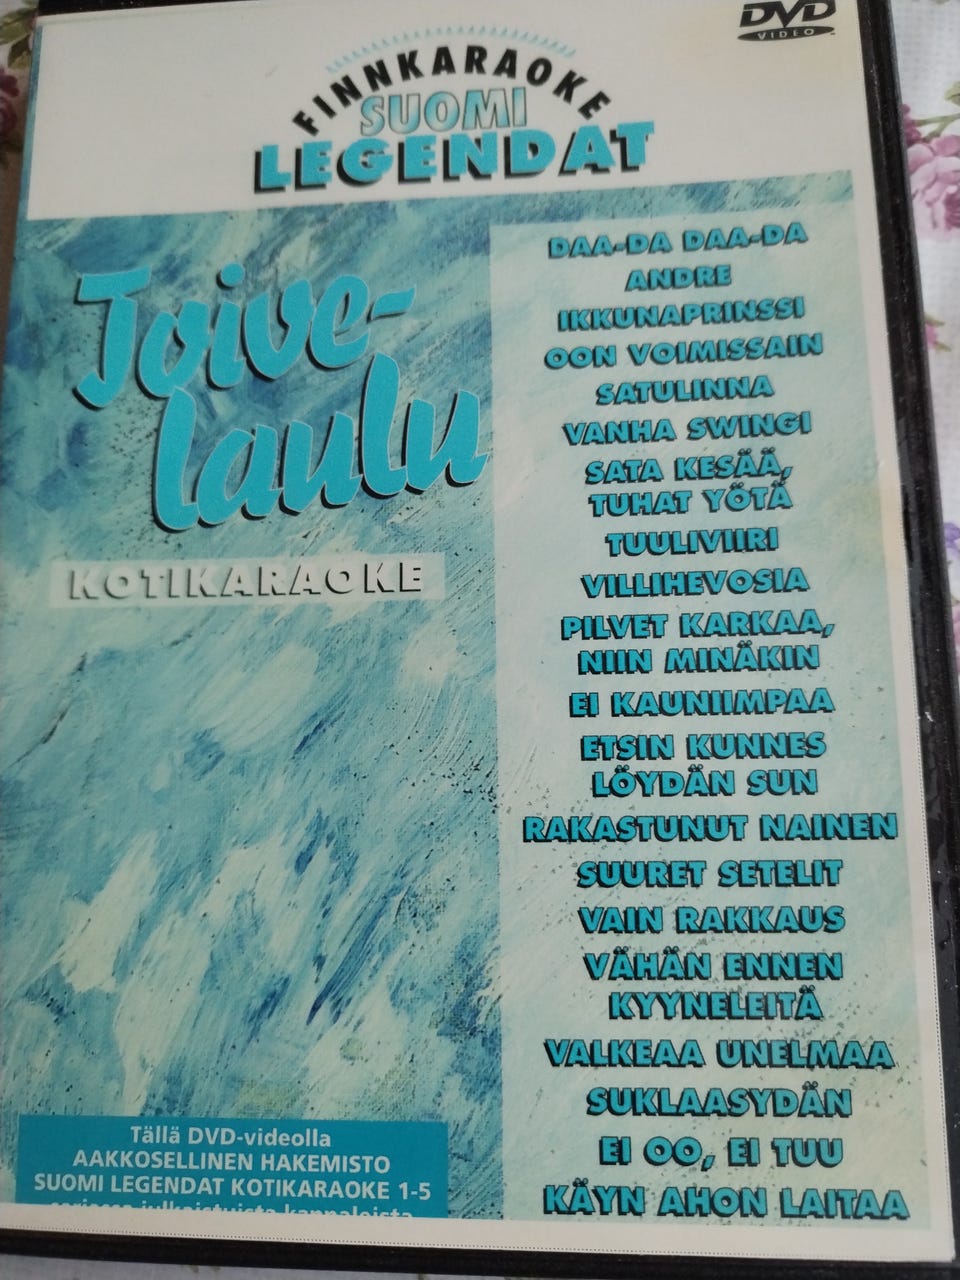 DVD
VIDEO
FINNKARAOKE
SUOMI
LEGENDAT
Toive-
laulu
KOTIKARAOKE
DAA-DA DAA-DA
ANDRE
IKKUNAPRINSSI
OON VOIMISSAIN
SATULINNA
VANHA SWINGI
SATA KESÄÄ,
TUHAT YÖTÄ
TUULIVIIRI
VILLIHEVOSIA
PILVET KARKAA,
NIIN MINÄKIN
EI KAUNIIMPAA
ETSIN KUNNES
LÖYDÄN SUN
RAKASTUNUT NAINEN
SUURET SETELIT
VAIN RAKKAUS
VÄHÄN ENNEN
KYYNELEITÄ
VALKEAA UNELMAA
SUKLAASYDÄN
EI OO, EI TUU
KÄYN AHON LAITAA
Tällä DVD-videolla
AAKKOSELLINEN HAKEMISTO
SUOMI LEGENDAT KOTIKARAOKE 1-5
sarjassa julkaistuista kappaleista